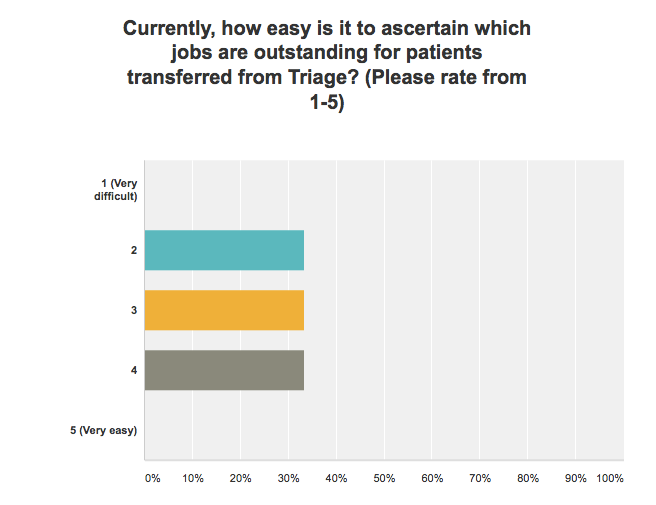 Currently, how easy is it to ascertain which
jobs are outstanding for patients
transferred from Triage? (Please rate from
1-5)
1 (Very
difficult)
2
3
4
5 (Very easy)
0% 10% 20% 30% 40% 50% 60% 70% 80% 90% 100%